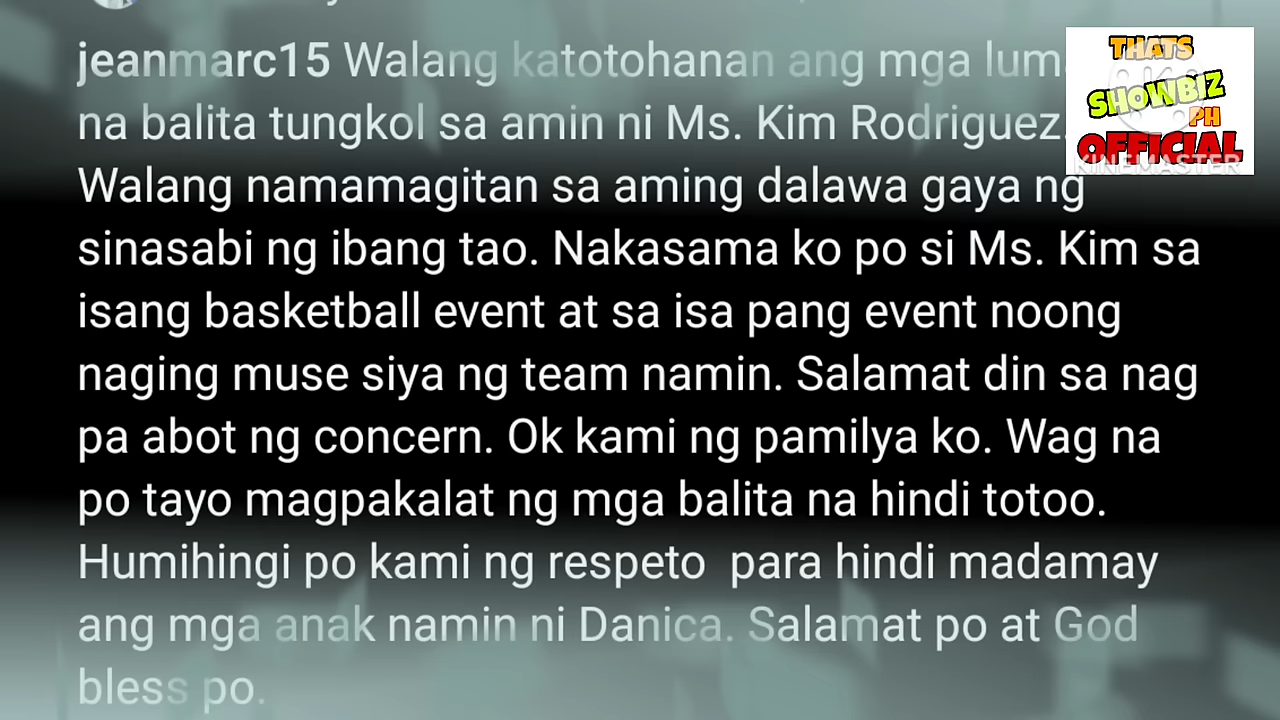 jeanmarc15 Walang katotohanan ang mga
na balita tungkol sa amin ni Ms. Kim Rodriguez.
Walang namamagitan sa aming dalawa gaya ng
sinasabi ng ibang tao. Nakasama ko po si Ms. Kim sa
isang basketball event at sa isa pang event noong
naging muse siya ng team namin. Salamat din sa nag
pa abot ng concern. Ok kami ng pamilya ko. Wag na
po tayo magpakalat ng mga balita na hindi totoo.
Humihingi po kami ng respeto para hindi madamay
ang mga anak namin ni Danica. Salamat po at God
bless po.
THATS
SHOWBIZ
PH
OFFICIAL
KINEMASTER